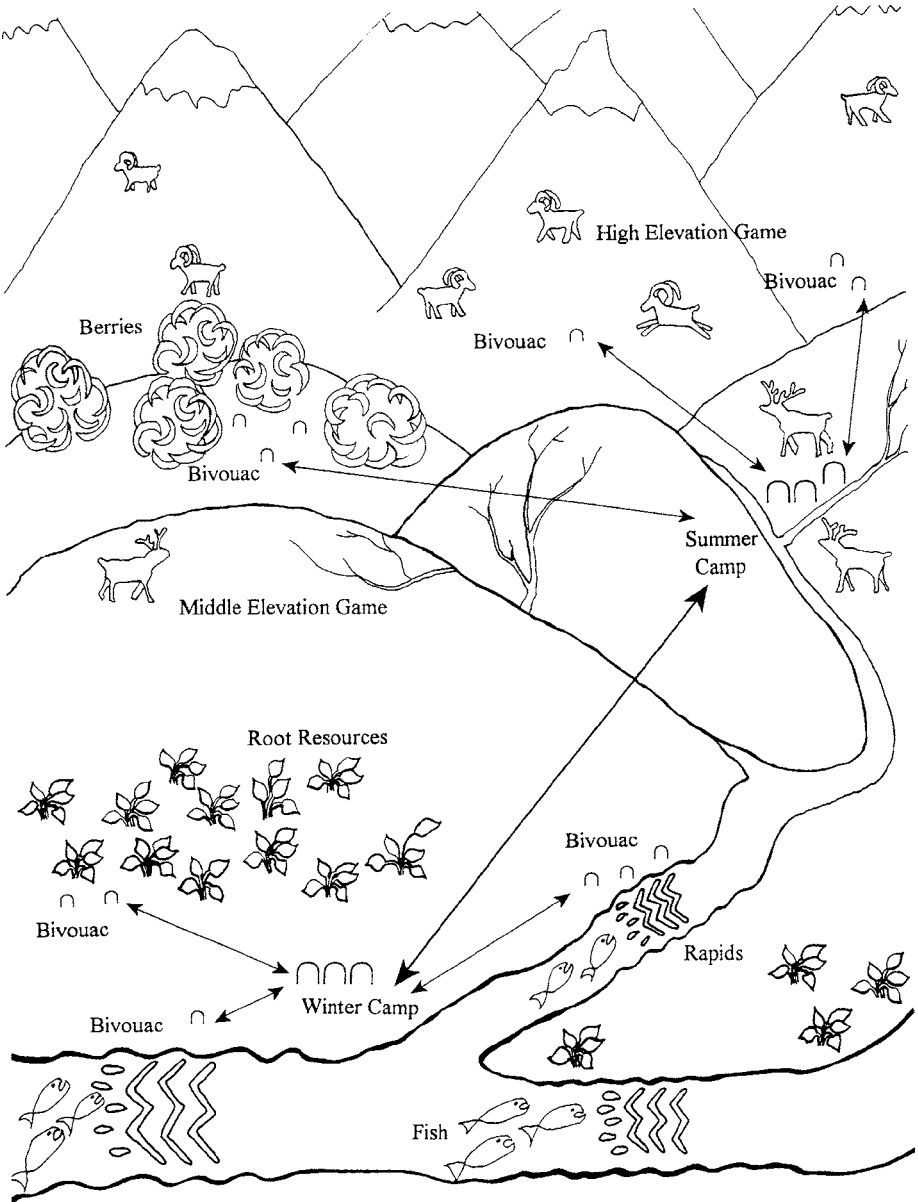 High Elevation Game
Bivouac
Berries
Bivouac
Bivouac
Summer
Camp
Middle Elevation Game
Root Resources
Bivouac
Bivouac
Rapids
Winter Camp
Bivouac
Fish